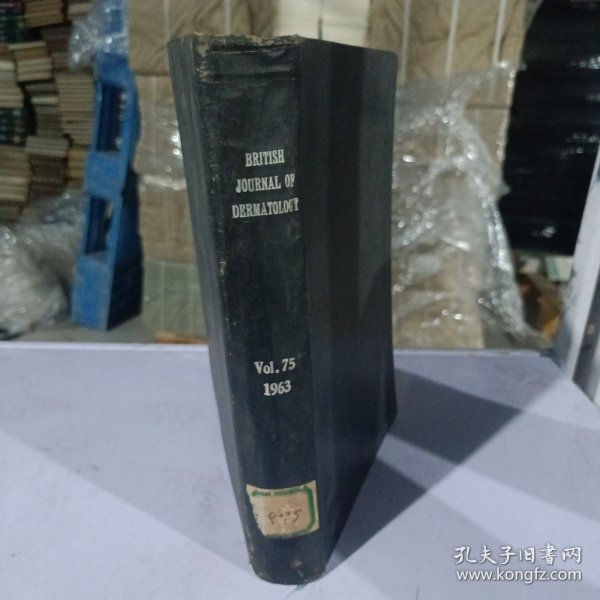 BRITISH
JOURNAL OF
DERMATOLOGY
Vol. 75
1963
孔夫子旧书网
www.kongfz.com